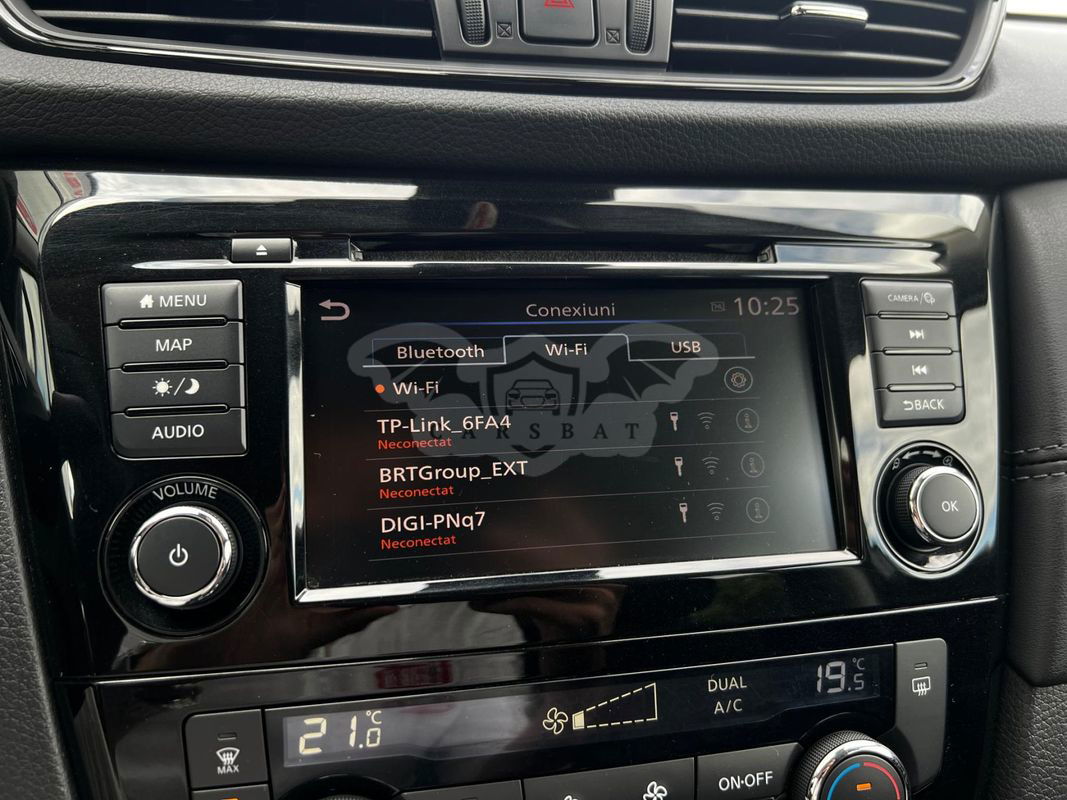 MENU
MAP
AUDIO
VOLUME
Conexiuni
10:25
Bluetooth
Wi-Fi
USB
Wi-Fi
TP-Link_6FA4
Neconectat
CARSBAT
BRTGroup_EXT
Neconectat
DIGI-PNq7
Neconectat
CAMERA/
BACK
OK
21.0°C
DUAL
A/C
19.5°C
MAX
ON·OFF